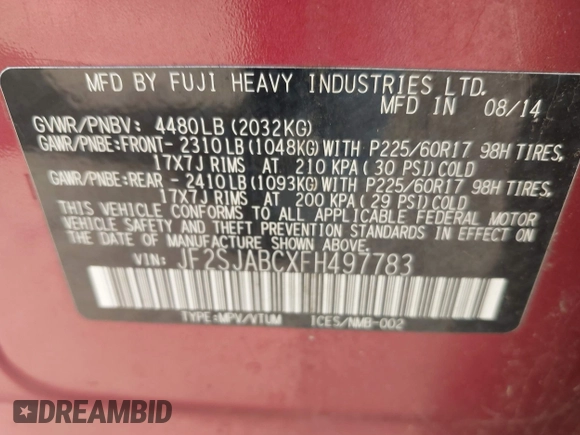 MFD BY FUJI HEAVY INDUSTRIES LTD.
MFD IN 08/14
GVWR/PNBV: 4480LB(2032KG)
GAWR/PNBE:FRONT- 2310LB(1048KG)WITH P225/60R17 98H TIRES,
17X7J RIMS AT 210 KPA(30 PSI)COLD
GAWR/PNBE:REAR - 2410LB(1093KG)WITH P225/60R17 98H TIRES,
17X7J RIMS AT 200 KPA(29 PSI)COLD
THIS VEHICLE CONFORMS TO ALL APPLICABLE FEDERAL MOTOR
VEHICLE SAFETY AND THEFT PREVENTION STANDARDS IN EFFECT ON
THE DATE OF MANUFACTURE SHOWN ABOVE.
VIN: JF2SJABCXFH497783
TYPE:MPV/VTUM ICES/NMB-002
DREAMBID